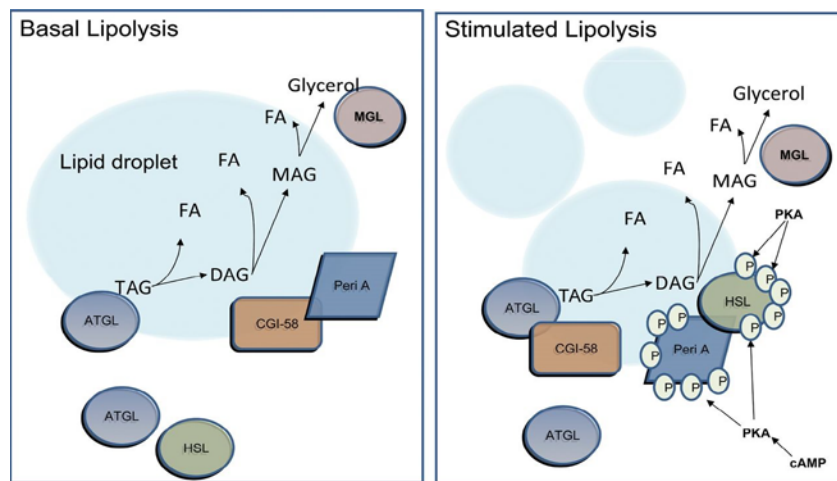 Basal Lipolysis
Glycerol
FA
MGL
Lipid droplet
FA
MAG
FA
TAG
DAG
Peri A
ATGL
CGI-58
ATGL
HSL
Stimulated Lipolysis
Glycerol
FA
MGL
FA
MAG
FA
PKA
P
P
TAG
DAG
P
ATGL
HSL
P
P
P
P
P
CGI-58
Peri A
P
P
P
P
P
ATGL
PKA
cAMP